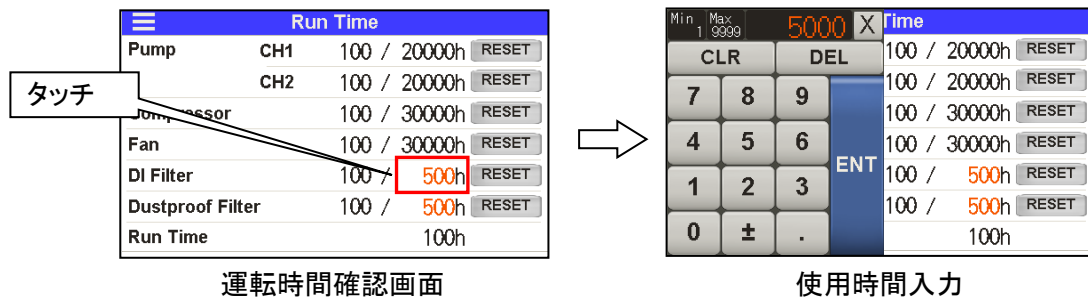 Run Time
Pump CH1 100 / 20000h RESET
CH2 100 / 20000h RESET
タッチ
Compressor 100 / 30000h RESET
Fan 100 / 30000h RESET
DI Filter 100 / 500h RESET
Dustproof Filter 100 / 500h RESET
Run Time 100h
運転時間確認画面
Min 1 Max 9999 5000 X Time
CLR DEL 100 / 20000h RESET
100 / 20000h RESET
7 8 9 100 / 30000h RESET
4 5 6 ENT 100 / 30000h RESET
100 / 500h RESET
1 2 3 100 / 500h RESET
0 ± . 100h
使用時間入力